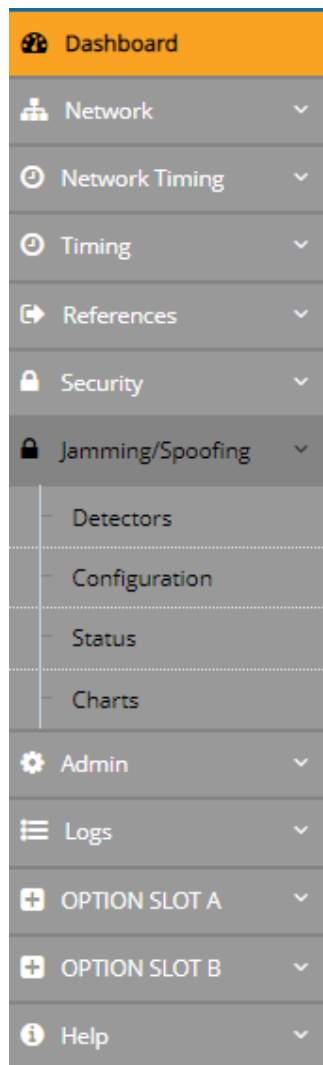 Dashboard
Network
Network Timing
Timing
References
Security
Jamming/Spoofing
Detectors
Configuration
Status
Charts
Admin
Logs
OPTION SLOT A
OPTION SLOT B
Help